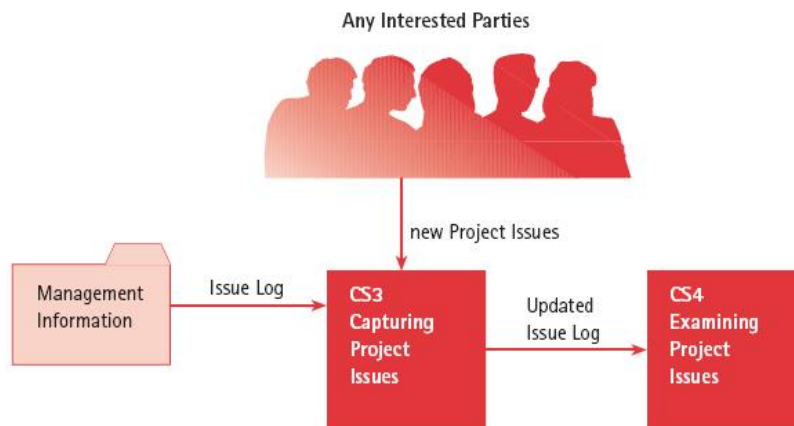 Any Interested Parties
new Project Issues
Management
Information
Issue Log
CS3
Capturing
Project
Issues
Updated
Issue Log
CS4
Examining
Project
Issues